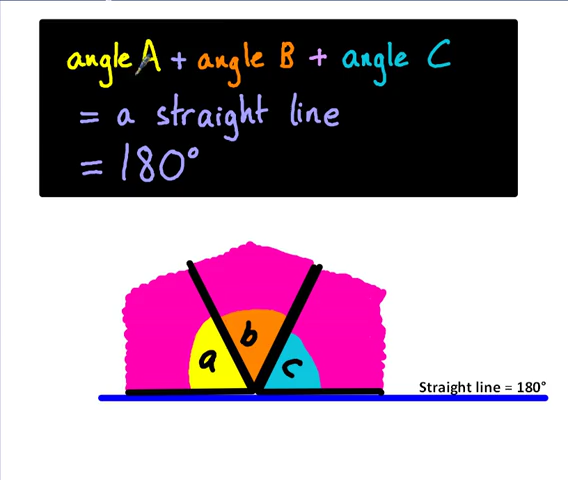 angle A + angle B + angle C
= a straight line
= 180°
a b c
Straight line = 180°